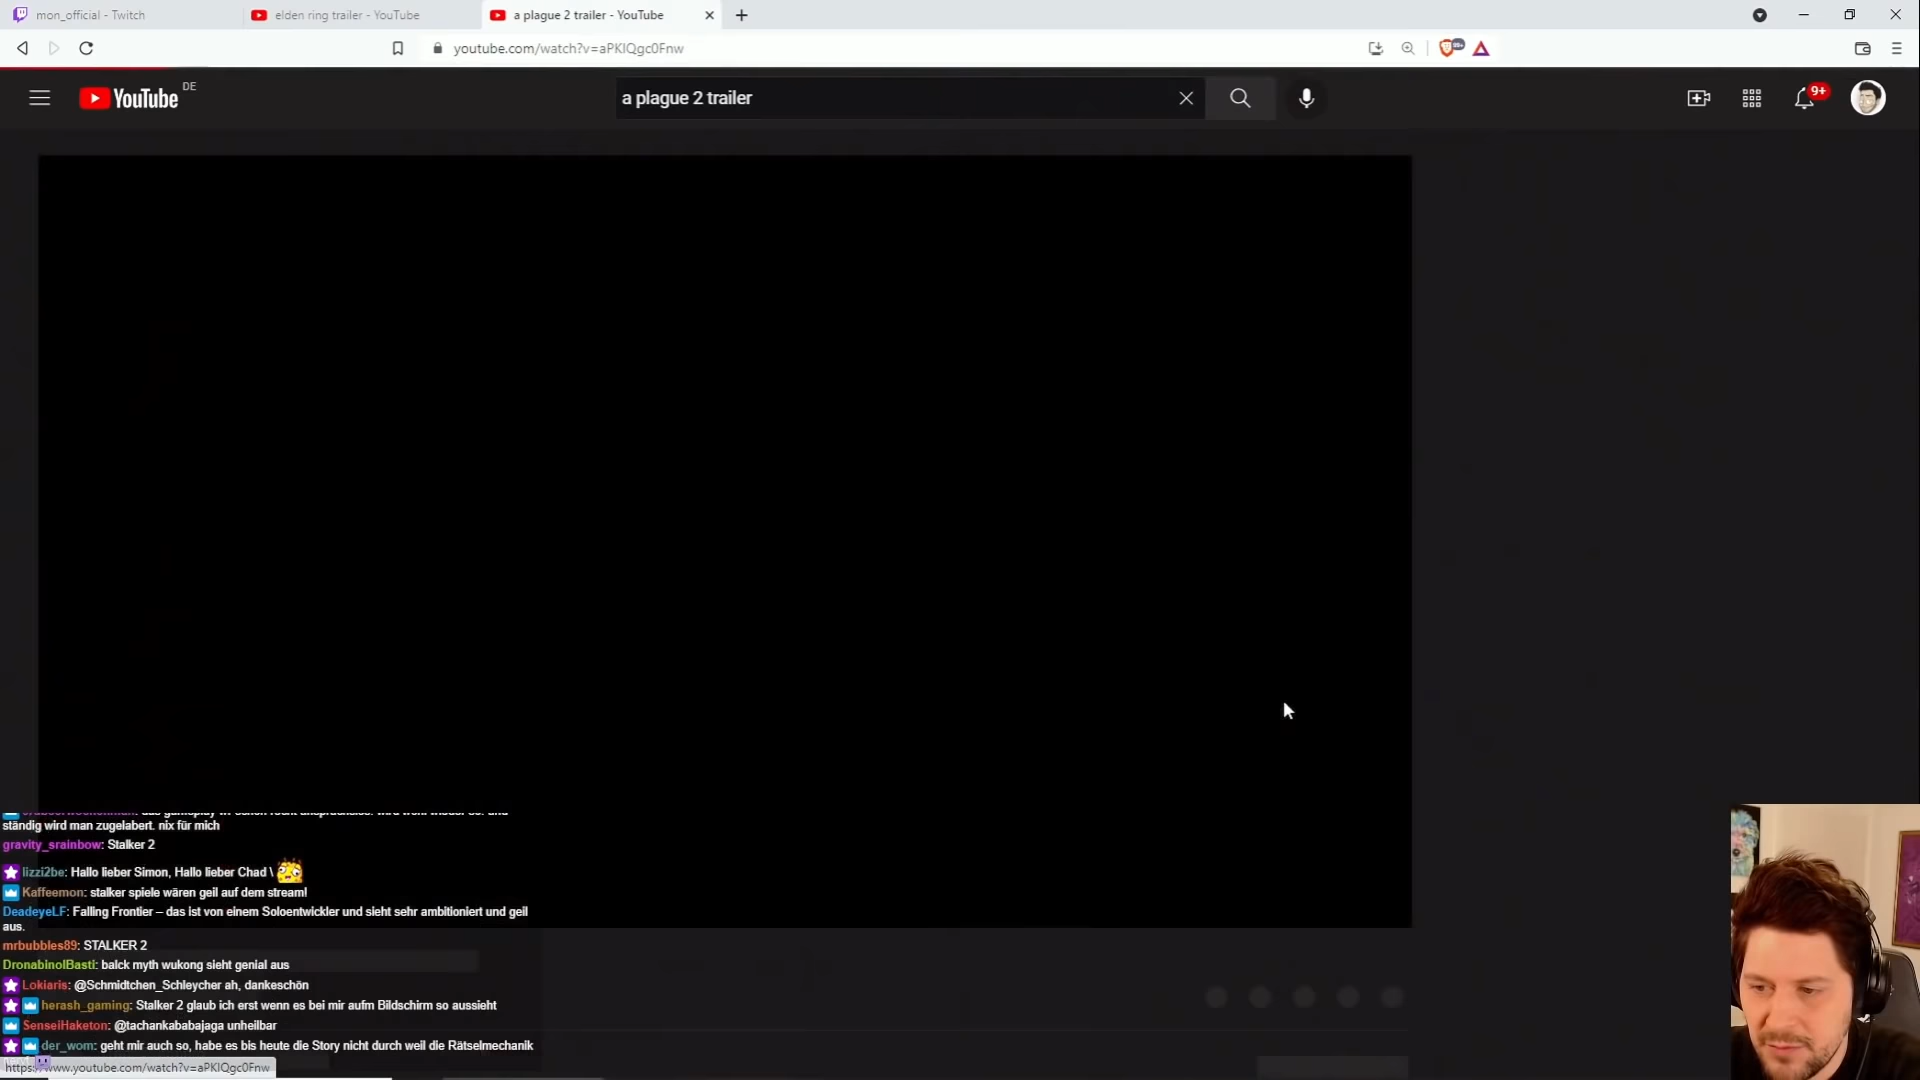 mon_official - Twitch
elden ring trailer - YouTube
a plague 2 trailer - YouTube
youtube.com/watch?v=aPKlQgc0Fnw
99+
YouTube DE
a plague 2 trailer
9+
ständig wird man zugelabert. nix für mich
gravity_srainbow: Stalker 2
lizzi2be: Hallo lieber Simon, Hallo lieber Chad \
Kaffeemon: stalker spiele wären geil auf dem stream!
DeadeyeLF: Falling Frontier – das ist von einem Soloentwickler und sieht sehr ambitioniert und geil
aus.
mrbubbles89: STALKER 2
DronabinolBasti: balck myth wukong sieht genial aus
Lokiaris: @Schmidtchen_Schleycher ah, dankeschön
herash_gaming: Stalker 2 glaub ich erst wenn es bei mir aufm Bildschirm so aussieht
SenseiHaketon: @tachankababajaga unheilbar
der_wom: geht mir auch so, habe es bis heute die Story nicht durch weil die Rätselmechanik
https://www.youtube.com/watch?v=aPKlQgc0Fnw